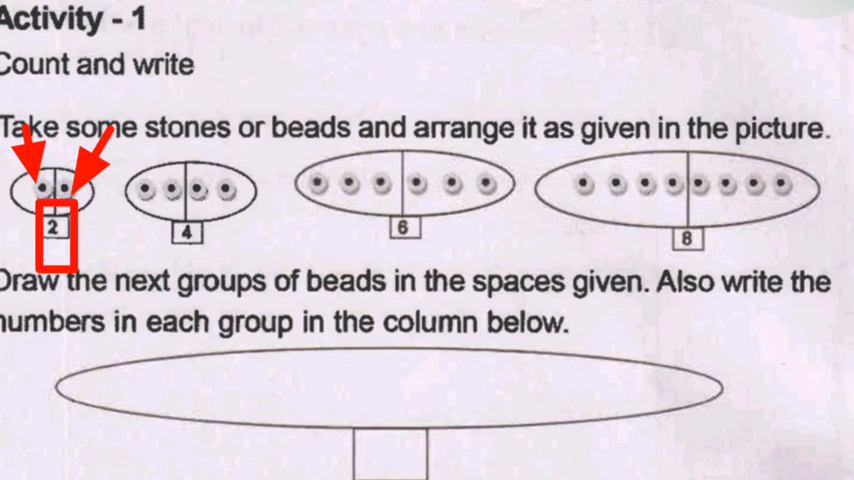 Activity - 1
Count and write
Take some stones or beads and arrange it as given in the picture.
2 4 6 8
Draw the next groups of beads in the spaces given. Also write the
numbers in each group in the column below.